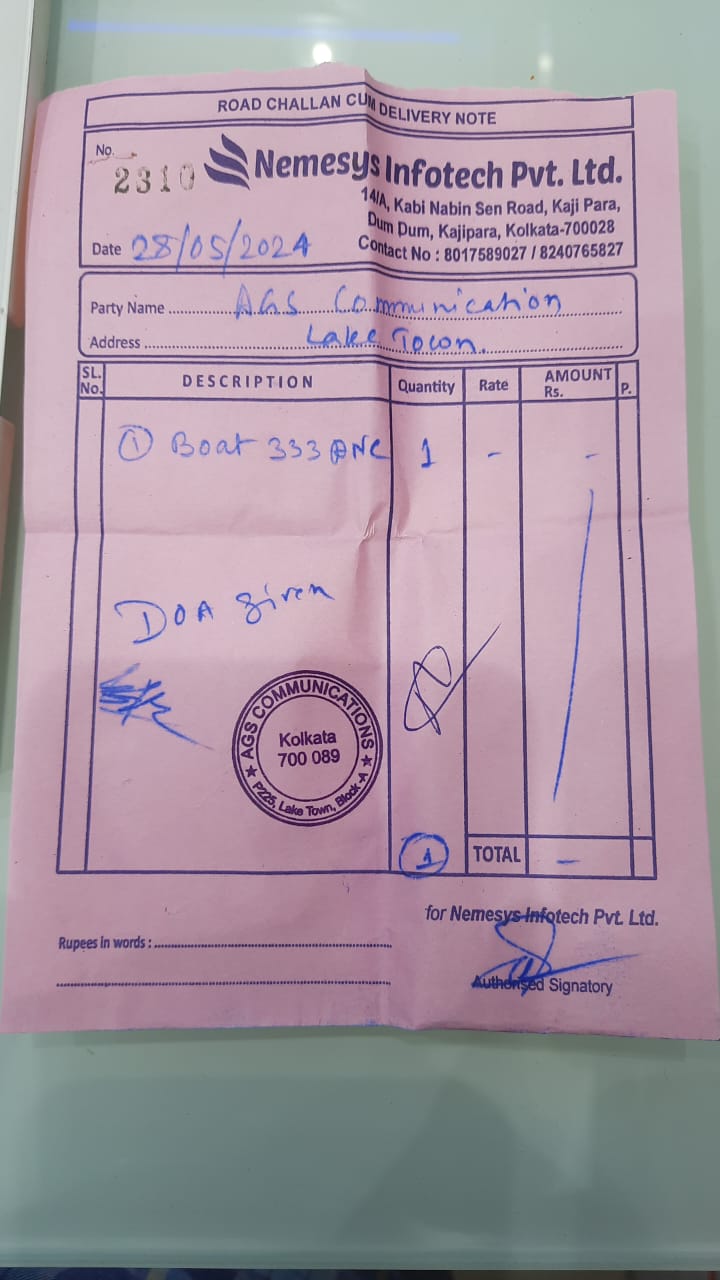 ROAD CHALLAN CUM DELIVERY NOTE
No. 2310
Nemesys Infotech Pvt. Ltd.
14/A, Kabi Nabin Sen Road, Kaji Para,
Dum Dum, Kajipara, Kolkata-700028
Contact No : 8017589027 / 8240765827
Date 28/05/2024
Party Name AGS Communication
Address Lake Town.
SL. No. DESCRIPTION Quantity Rate AMOUNT Rs. P.
① Boat 333 ANC 1 - -
DOA given
AGS COMMUNICATIONS
Kolkata
700 089
★ P225, Lake Town, Block-A ★
1 TOTAL -
for Nemesys Infotech Pvt. Ltd.
Rupees in words :
Authorised Signatory